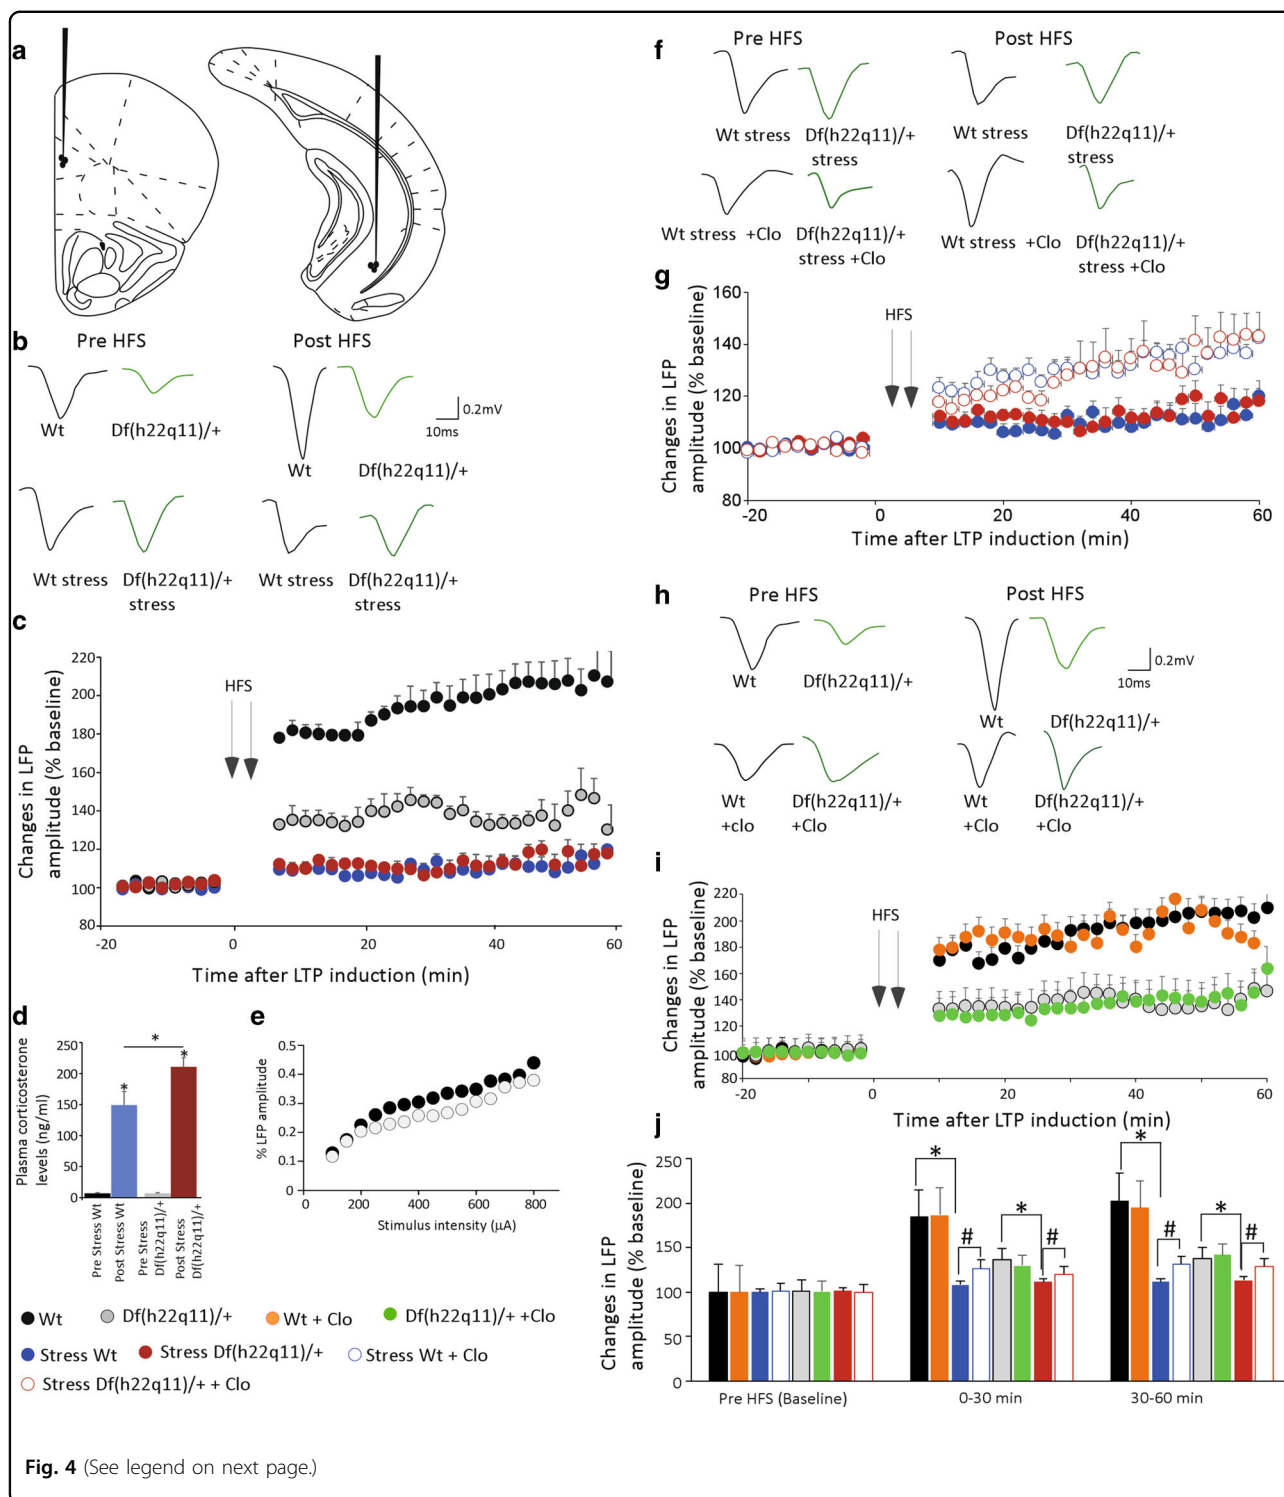 a
b
Pre HFS
Post HFS
Wt
Df(h22q11)/+
Wt
Df(h22q11)/+
0.2mV
10ms
Wt stress
Df(h22q11)/+
stress
Wt stress
Df(h22q11)/+
stress
c
Changes in LFP
amplitude (% baseline)
220
200
180
160
140
120
100
80
HFS
-20
0
20
40
60
Time after LTP induction (min)
d
Plasma corticosterone
levels (ng/ml)
250
200
150
100
50
0
*
*
*
Pre Stress Wt
Post Stress Wt
Pre Stress
Df(h22q11)/+
Post Stress
Df(h22q11)/+
e
% LFP amplitude
0.5
0.4
0.3
0.2
0.1
0
0
200
400
600
800
Stimulus intensity (µA)
Wt
Df(h22q11)/+
Wt + Clo
Df(h22q11)/+ +Clo
Stress Wt
Stress Df(h22q11)/+
Stress Wt + Clo
Stress Df(h22q11)/+ + Clo
f
Pre HFS
Post HFS
Wt stress
Df(h22q11)/+
stress
Wt stress
Df(h22q11)/+
stress
Wt stress +Clo
Df(h22q11)/+
stress +Clo
Wt stress +Clo
Df(h22q11)/+
stress +Clo
g
Changes in LFP
amplitude (% baseline)
160
140
120
100
80
HFS
-20
0
20
40
60
Time after LTP induction (min)
h
Pre HFS
Post HFS
Wt
Df(h22q11)/+
Wt
Df(h22q11)/+
0.2mV
10ms
Wt
+clo
Df(h22q11)/+
+Clo
Wt
+Clo
Df(h22q11)/+
+Clo
i
Changes in LFP
amplitude (% baseline)
220
200
180
160
140
120
100
80
HFS
-20
0
20
40
60
Time after LTP induction (min)
j
Changes in LFP
amplitude (% baseline)
250
200
150
100
50
0
*
#
*
#
*
#
*
#
Pre HFS (Baseline)
0-30 min
30-60 min
Fig. 4 (See legend on next page.)